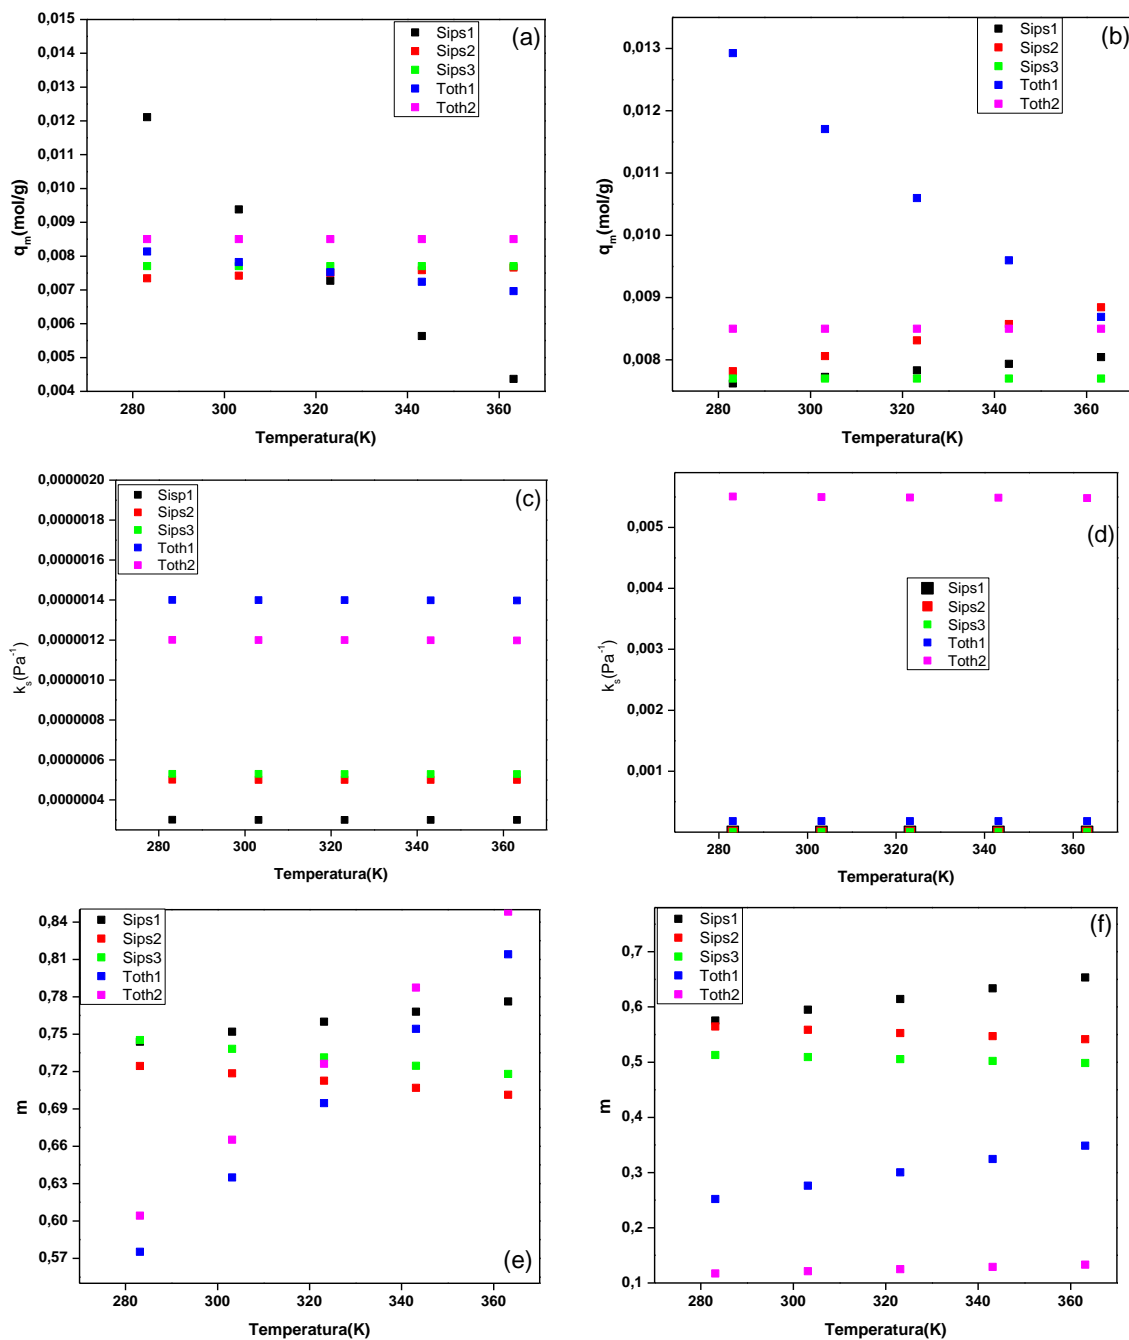 0,015
0,014
0,013
0,012
0,011
0,010
0,009
0,008
0,007
0,006
0,005
0,004
q_m(mol/g)
Sips1
Sips2
Sips3
Toth1
Toth2
(a)
280 300 320 340 360
Temperatura(K)
0,013
0,012
0,011
0,010
0,009
0,008
q_m(mol/g)
Sips1
Sips2
Sips3
Toth1
Toth2
(b)
280 300 320 340 360
Temperatura(K)
0,0000020
0,0000018
0,0000016
0,0000014
0,0000012
0,0000010
0,0000008
0,0000006
0,0000004
k_s(Pa^-1)
Sisp1
Sips2
Sips3
Toth1
Toth2
(c)
280 300 320 340 360
Temperatura(K)
0,005
0,004
0,003
0,002
0,001
k_s(Pa^-1)
(d)
Sips1
Sips2
Sips3
Toth1
Toth2
280 300 320 340 360
Temperatura(K)
0,84
0,81
0,78
0,75
0,72
0,69
0,66
0,63
0,60
0,57
m
Sips1
Sips2
Sips3
Toth1
Toth2
(e)
280 300 320 340 360
Temperatura(K)
0,7
0,6
0,5
0,4
0,3
0,2
0,1
m
Sips1
Sips2
Sips3
Toth1
Toth2
(f)
280 300 320 340 360
Temperatura(K)